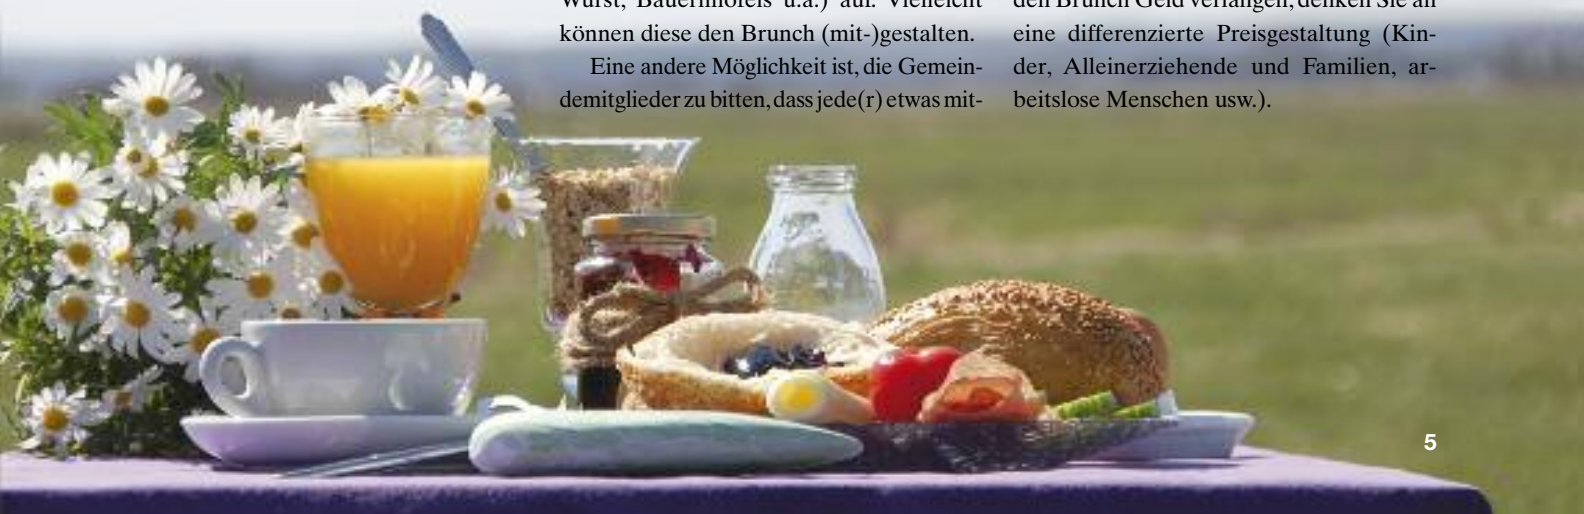 Wurst, Bauernhofeis u.a.) auf. Vielleicht
können diese den Brunch (mit-)gestalten.
Eine andere Möglichkeit ist, die Gemein-
demitglieder zu bitten, dass jede(r) etwas mit-
den Brunch Geld verlangen, denken Sie an
eine differenzierte Preisgestaltung (Kin-
der, Alleinerziehende und Familien, ar-
beitslose Menschen usw.).
5